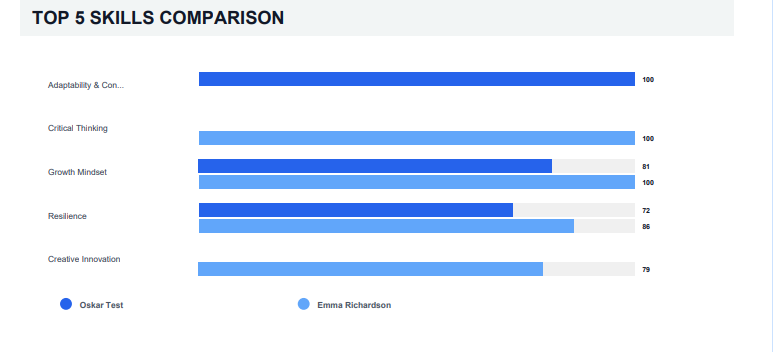 TOP 5 SKILLS COMPARISON
Adaptability & Con...
100
Critical Thinking
100
Growth Mindset
81
100
Resilience
72
86
Creative Innovation
79
Oskar Test
Emma Richardson